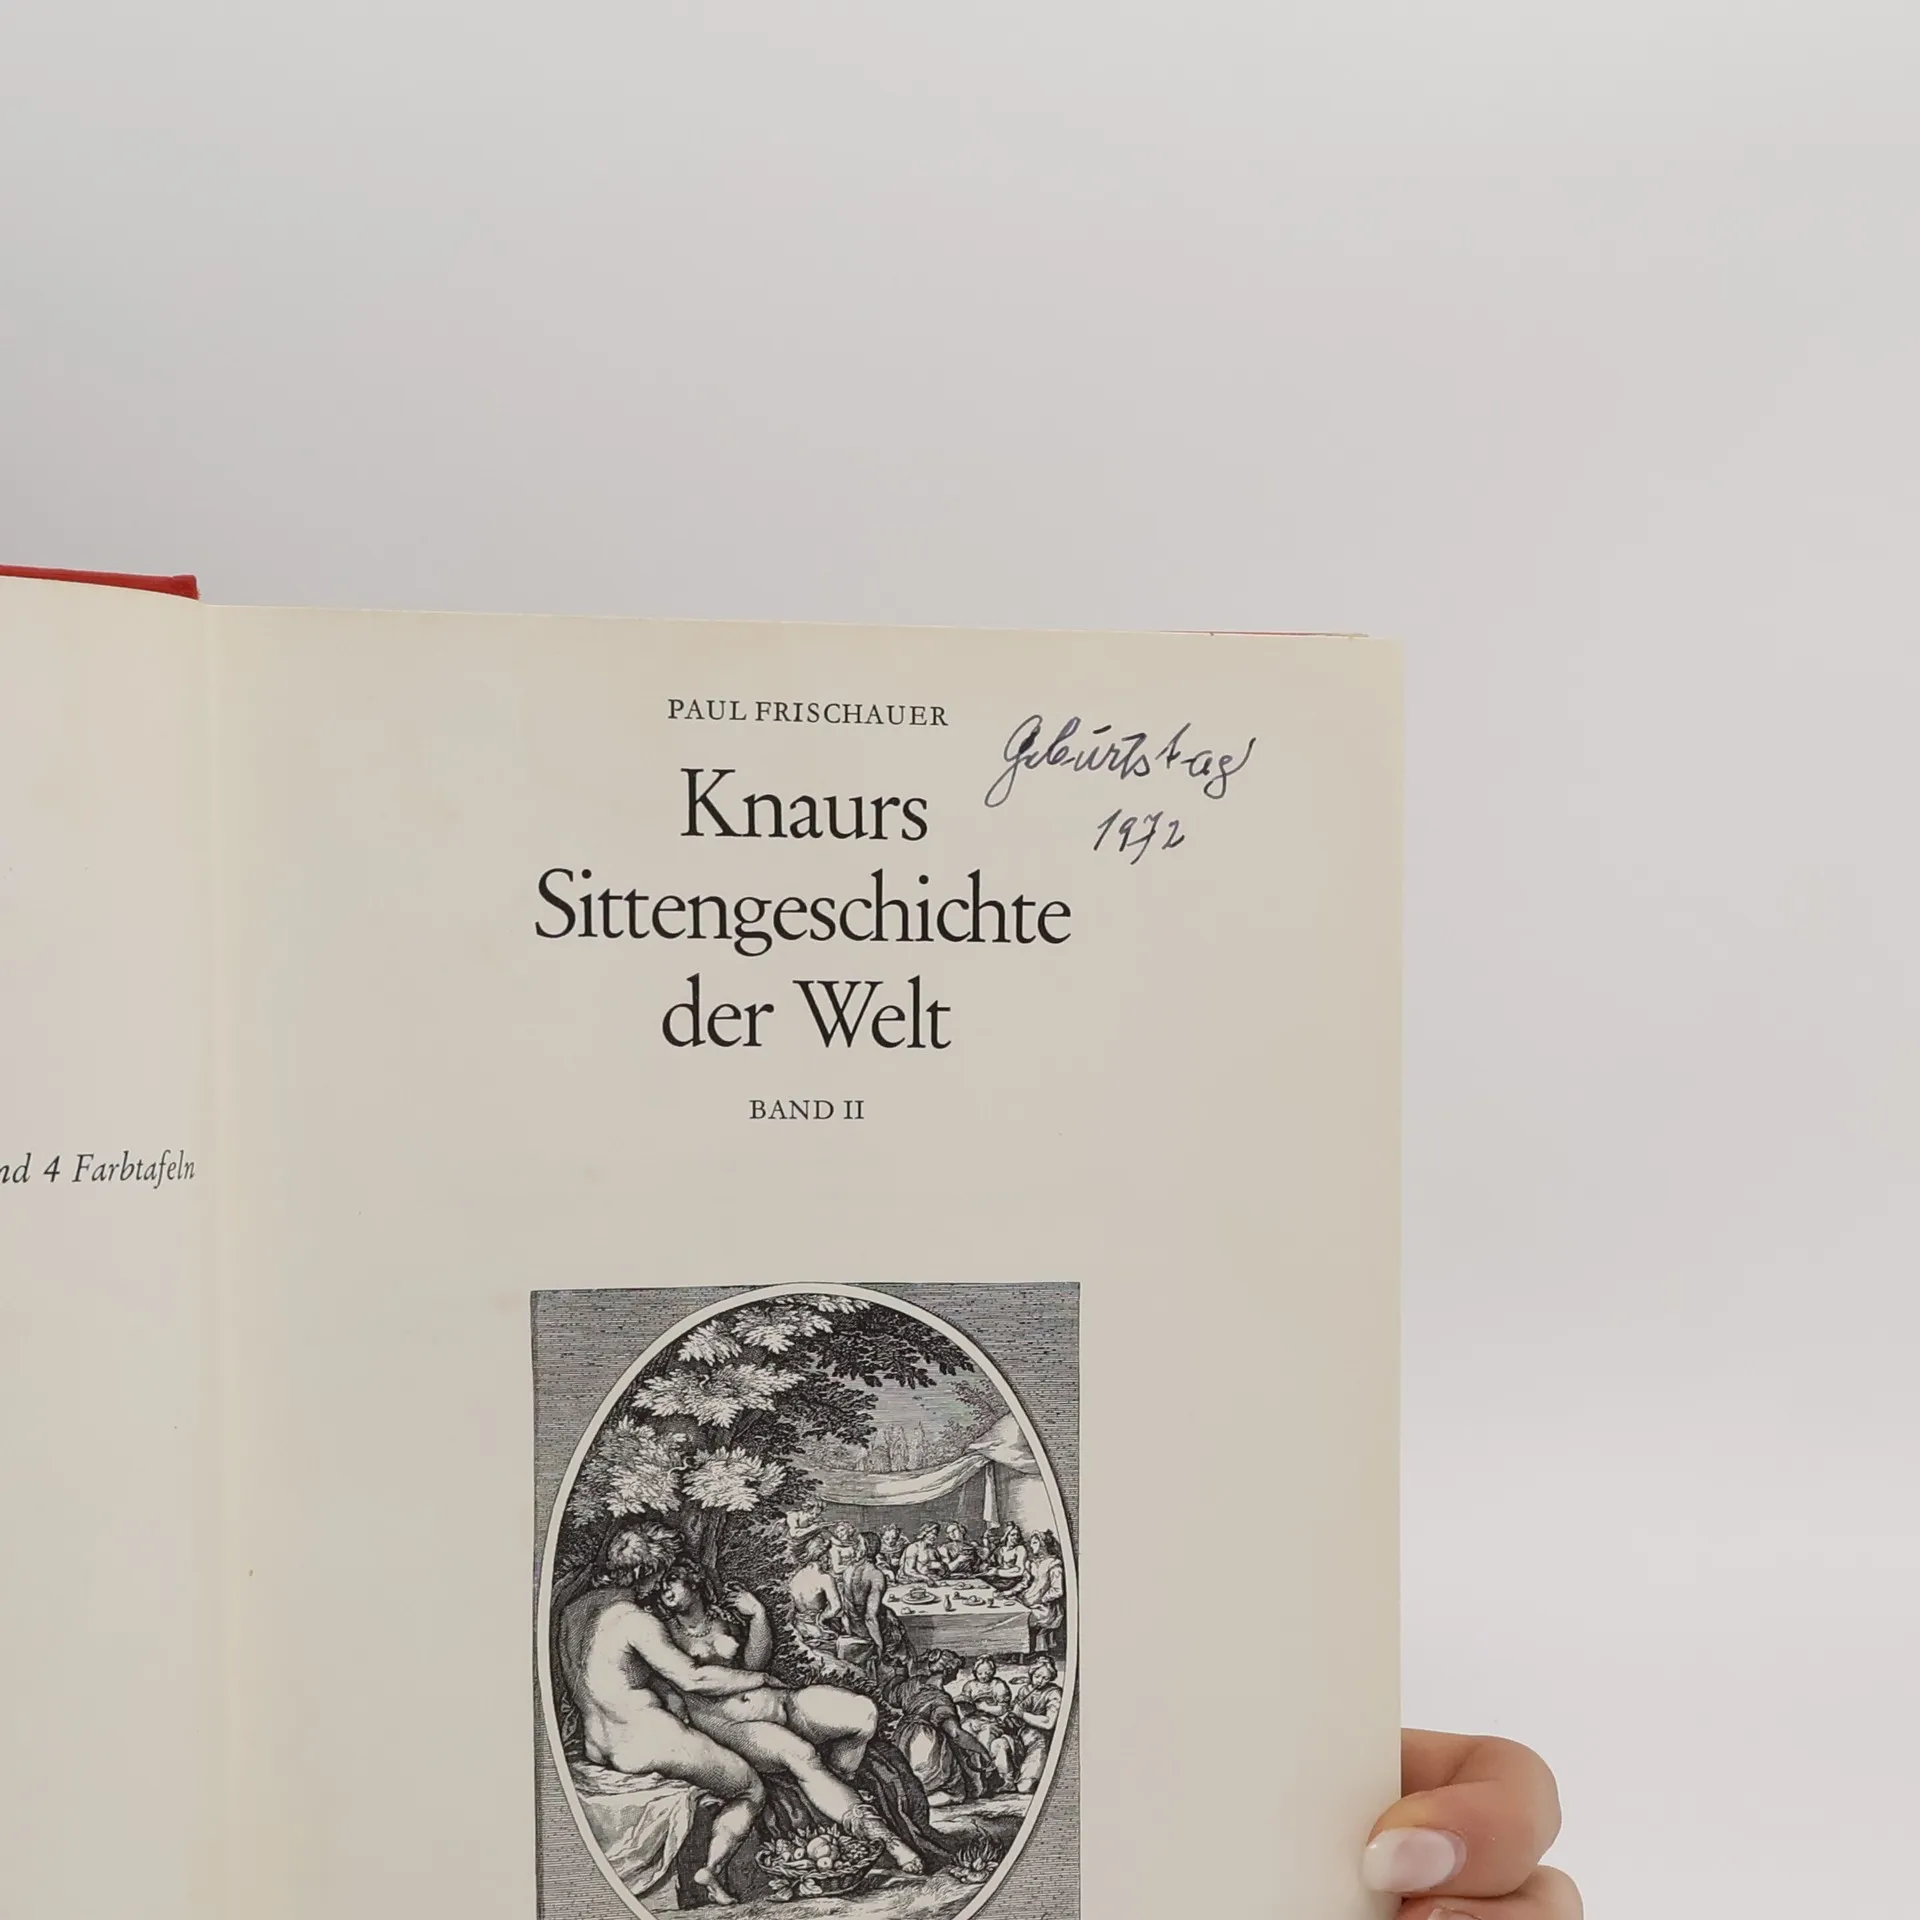 PAUL FRISCHAUER
Geburtstag
1972
Knaurs
Sittengeschichte
der Welt
BAND II
nd 4 Farbtafeln